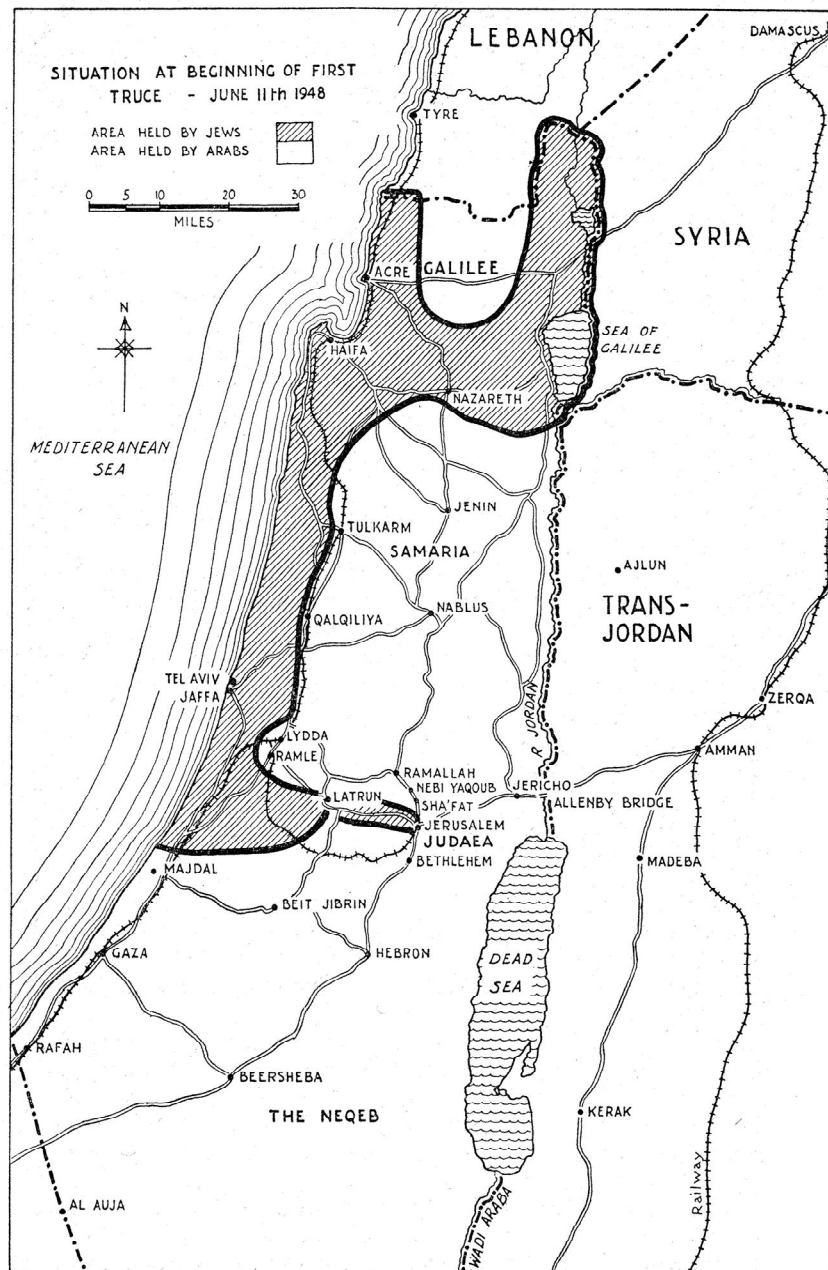 SITUATION AT BEGINNING OF FIRST
TRUCE - JUNE 11th 1948
AREA HELD BY JEWS
AREA HELD BY ARABS
0 5 10 20 30
MILES
N
LEBANON
DAMASCUS
TYRE
SYRIA
ACRE
GALILEE
SEA OF
GALILEE
HAIFA
NAZARETH
MEDITERRANEAN
SEA
JENIN
TULKARM
SAMARIA
AJLUN
NABLUS
TRANS-
JORDAN
QALQILIYA
TEL AVIV
JAFFA
R JORDAN
ZERQA
LYDDA
RAMLE
AMMAN
RAMALLAH
NEBI YAQOUB
JERICHO
LATRUN
SHA'FAT
ALLENBY BRIDGE
JERUSALEM
JUDAEA
BETHLEHEM
MADEBA
MAJDAL
BEIT JIBRIN
GAZA
HEBRON
DEAD
SEA
RAFAH
BEERSHEBA
THE NEQEB
KERAK
Railway
AL AUJA
WADI ARABA